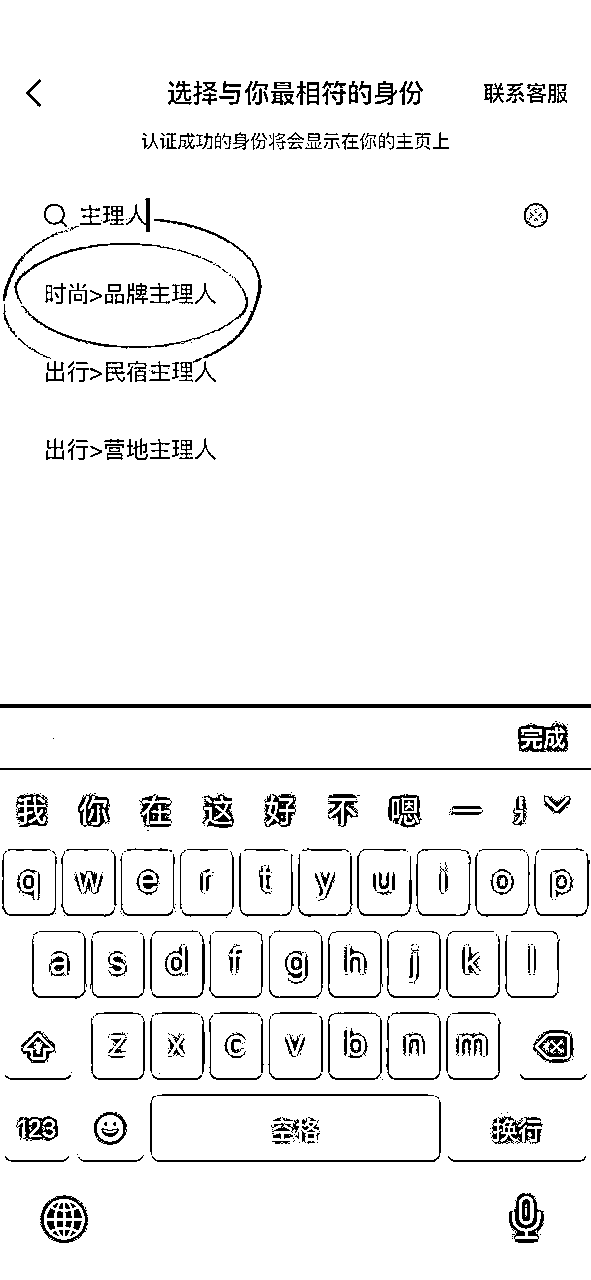 选择与你最相符的身份 联系客服
认证成功的身份将会显示在你的主页上
主理人
时尚>品牌主理人
出行>民宿主理人
出行>营地主理人
完成
我 你 在 这 好 不 嗯 一
q w e r t y u i o p
a s d f g h j k l
z x c v b n m
123 空格 换行